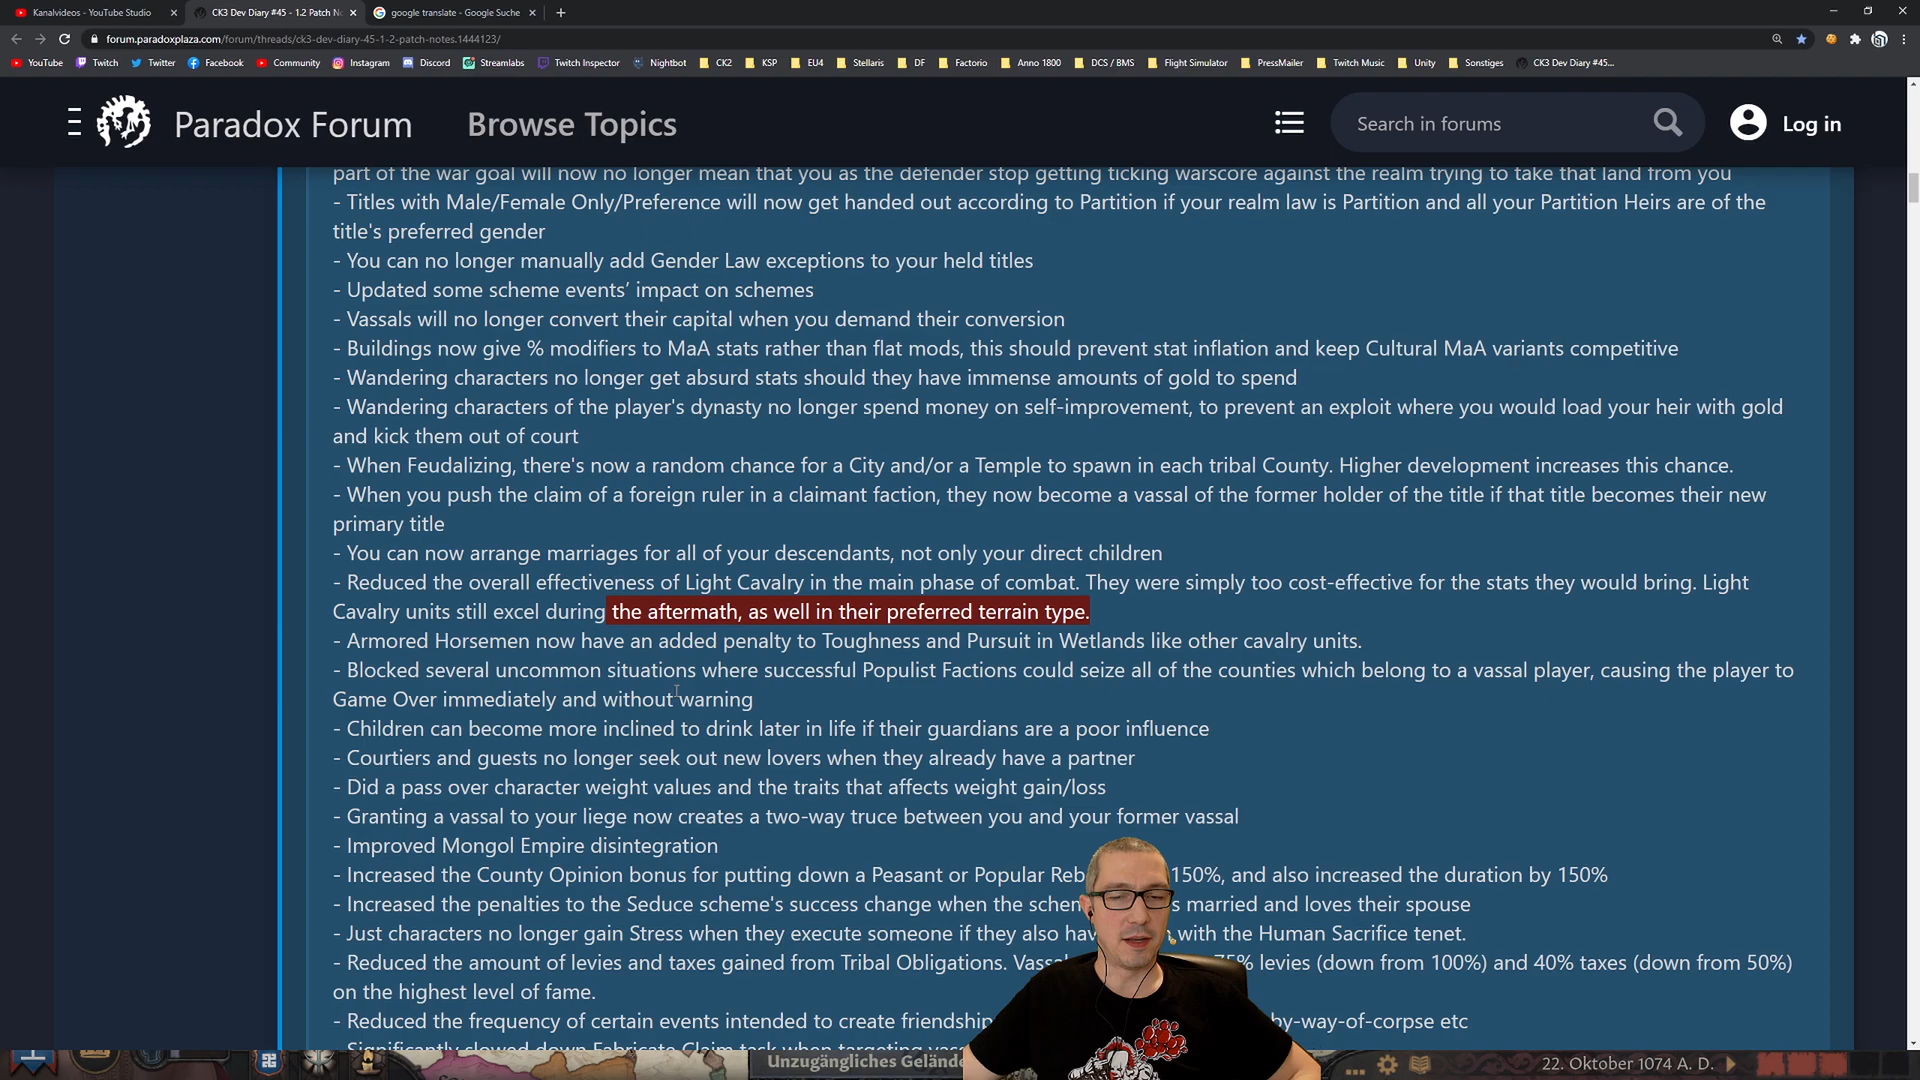 Kanalvideos - YouTube Studio
CK3 Dev Diary #45 - 1.2 Patch N
google translate - Google Suche
forum.paradoxplaza.com/forum/threads/ck3-dev-diary-45-1-2-patch-notes.1444123/
YouTube Twitch Twitter Facebook Community Instagram Discord Streamlabs Twitch Inspector Nightbot CK2 KSP EU4 Stellaris DF Factorio Anno 1800 DCS / BMS Flight Simulator PressMailer Twitch Music Unity Sonstiges CK3 Dev Diary #45...
Paradox Forum Browse Topics Search in forums Log in
part of the war goal will now no longer mean that you as the defender stop getting ticking warscore against the realm trying to take that land from you
- Titles with Male/Female Only/Preference will now get handed out according to Partition if your realm law is Partition and all your Partition Heirs are of the
title's preferred gender
- You can no longer manually add Gender Law exceptions to your held titles
- Updated some scheme events’ impact on schemes
- Vassals will no longer convert their capital when you demand their conversion
- Buildings now give % modifiers to MaA stats rather than flat mods, this should prevent stat inflation and keep Cultural MaA variants competitive
- Wandering characters no longer get absurd stats should they have immense amounts of gold to spend
- Wandering characters of the player's dynasty no longer spend money on self-improvement, to prevent an exploit where you would load your heir with gold
and kick them out of court
- When Feudalizing, there's now a random chance for a City and/or a Temple to spawn in each tribal County. Higher development increases this chance.
- When you push the claim of a foreign ruler in a claimant faction, they now become a vassal of the former holder of the title if that title becomes their new
primary title
- You can now arrange marriages for all of your descendants, not only your direct children
- Reduced the overall effectiveness of Light Cavalry in the main phase of combat. They were simply too cost-effective for the stats they would bring. Light
Cavalry units still excel during the aftermath, as well in their preferred terrain type.
- Armored Horsemen now have an added penalty to Toughness and Pursuit in Wetlands like other cavalry units.
- Blocked several uncommon situations where successful Populist Factions could seize all of the counties which belong to a vassal player, causing the player to
Game Over immediately and without warning
- Children can become more inclined to drink later in life if their guardians are a poor influence
- Courtiers and guests no longer seek out new lovers when they already have a partner
- Did a pass over character weight values and the traits that affects weight gain/loss
- Granting a vassal to your liege now creates a two-way truce between you and your former vassal
- Improved Mongol Empire disintegration
- Increased the County Opinion bonus for putting down a Peasant or Popular Reb 150%, and also increased the duration by 150%
- Increased the penalties to the Seduce scheme's success change when the sche s married and loves their spouse
- Just characters no longer gain Stress when they execute someone if they also hav with the Human Sacrifice tenet.
- Reduced the amount of levies and taxes gained from Tribal Obligations. Vassa 75% levies (down from 100%) and 40% taxes (down from 50%)
on the highest level of fame.
- Reduced the frequency of certain events intended to create friendship by-way-of-corpse etc
- Significantly slowed down Fabricate Claim task when targeting
Unzugängliches Gelände 22. Oktober 1074 A. D.